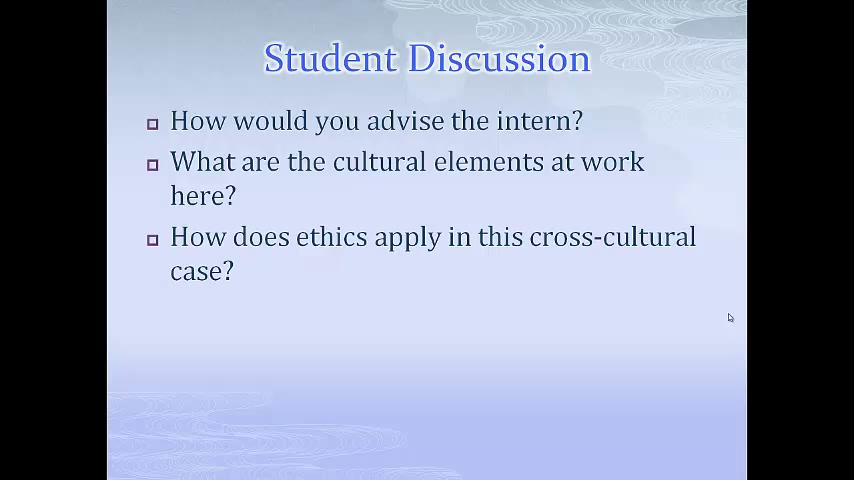 Student Discussion
How would you advise the intern?
What are the cultural elements at work
here?
How does ethics apply in this cross-cultural
case?